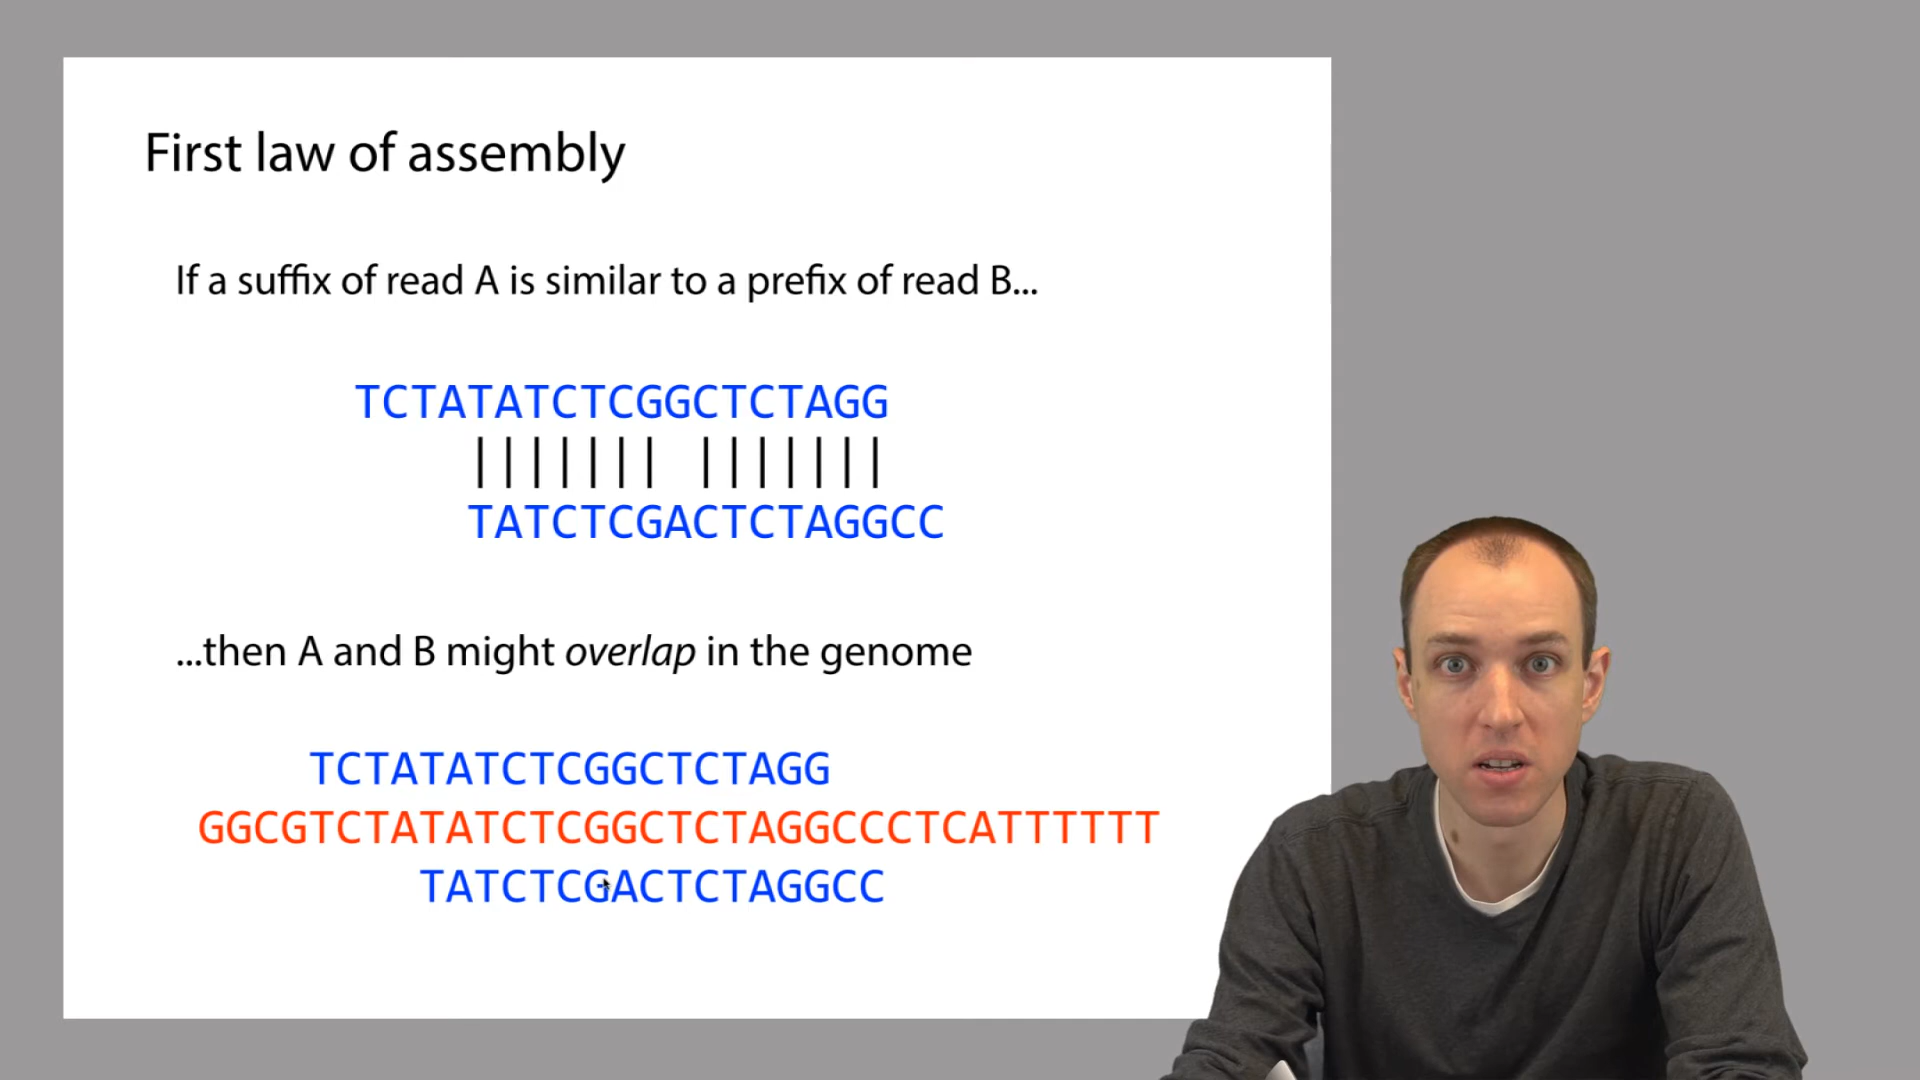 First law of assembly
If a suffix of read A is similar to a prefix of read B...
TCTATATCTCGGCTCTAGG
||||||| |||||||
TATCTCGACTCTAGGCC
...then A and B might overlap in the genome
TCTATATCTCGGCTCTAGG
GGCGTCTATATCTCGGCTCTAGGCCCTCATTTTTT
TATCTCGACTCTAGGCC